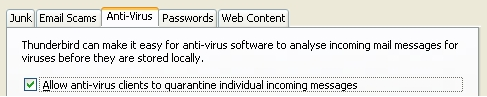 Junk Email Scams Anti-Virus Passwords Web Content
Thunderbird can make it easy for anti-virus software to analyse incoming mail messages for
viruses before they are stored locally.
Allow anti-virus clients to quarantine individual incoming messages